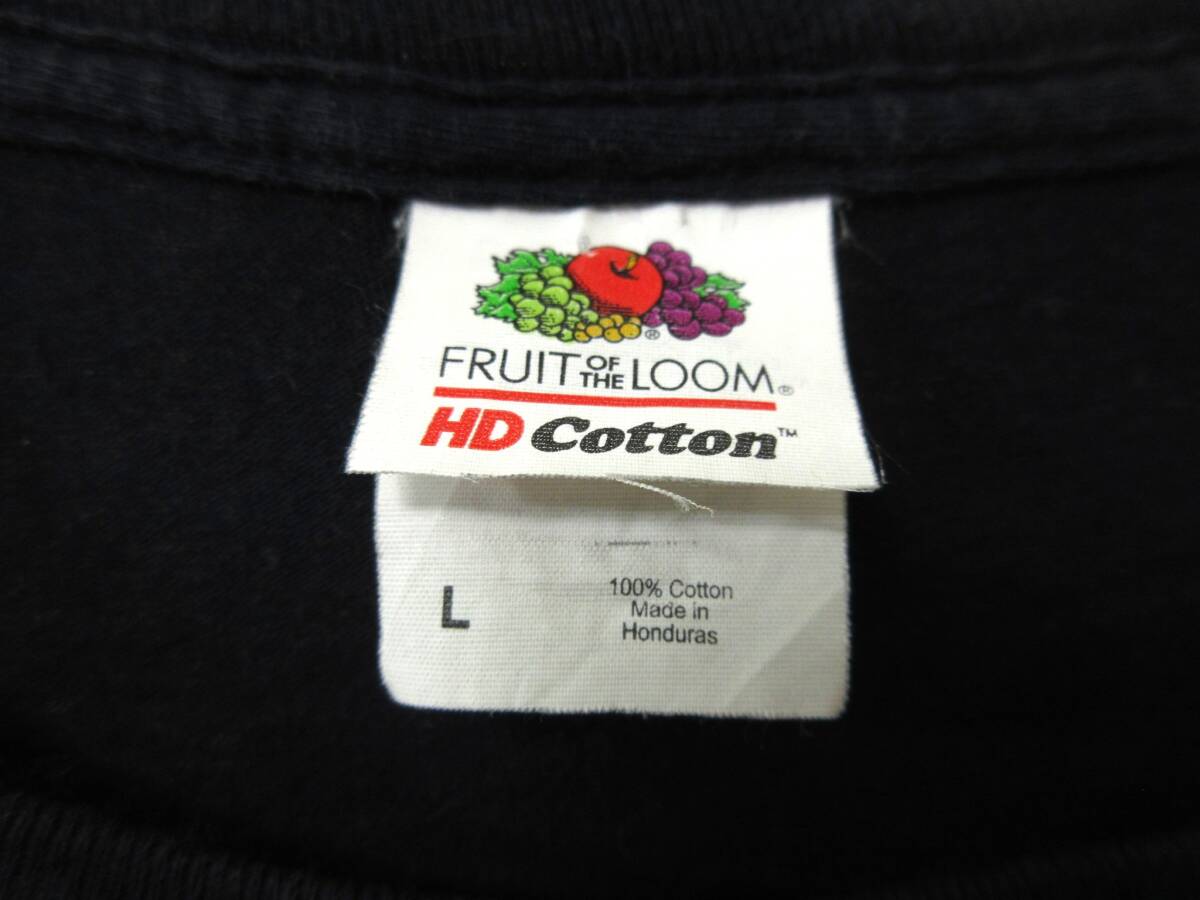 ®
FRUIT OF THE LOOM®
HD Cotton™
L
100% Cotton
Made in
Honduras